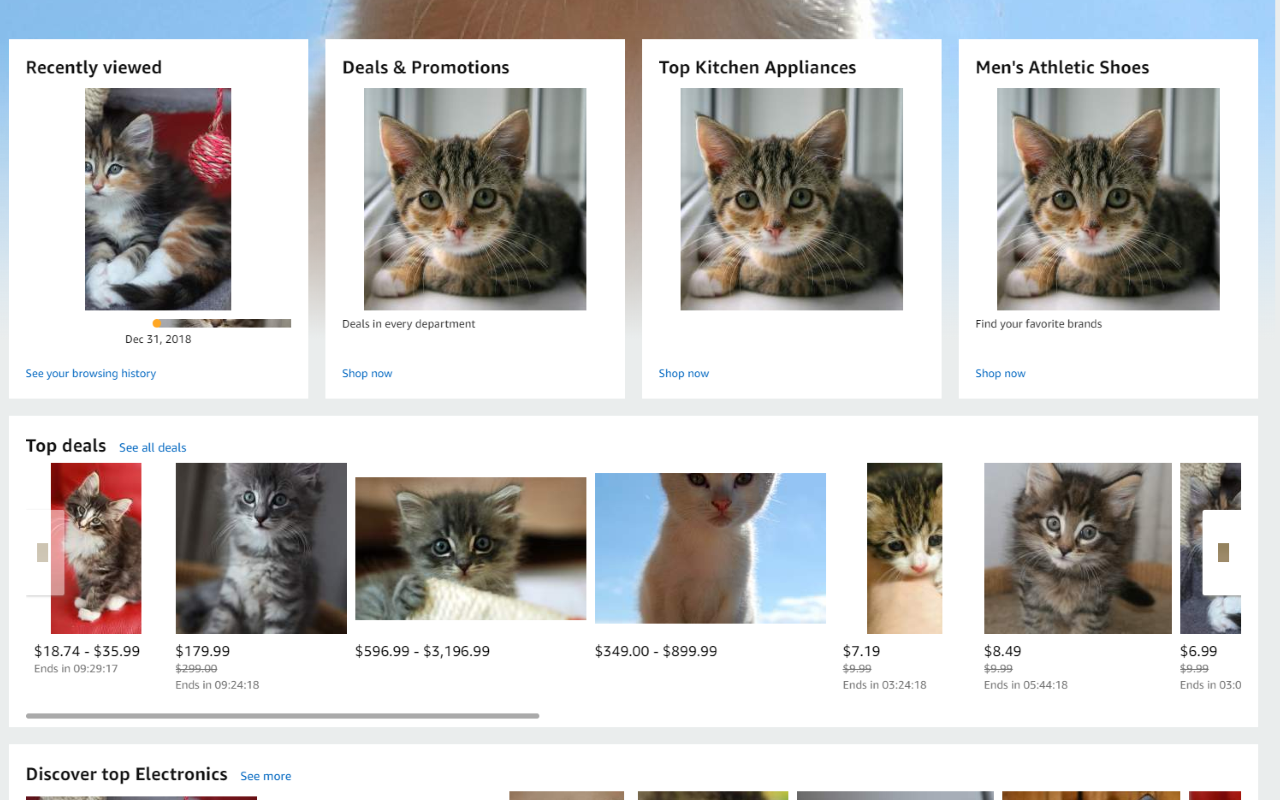 Recently viewed
Dec 31, 2018
See your browsing history
Deals & Promotions
Deals in every department
Shop now
Top Kitchen Appliances
Shop now
Men's Athletic Shoes
Find your favorite brands
Shop now
Top deals See all deals
$18.74 - $35.99
Ends in 09:29:17
$179.99
$299.00
Ends in 09:24:18
$596.99 - $3,196.99
$349.00 - $899.99
$7.19
$9.99
Ends in 03:24:18
$8.49
$9.99
Ends in 05:44:18
$6.99
$9.99
Ends in 03:0
Discover top Electronics See more